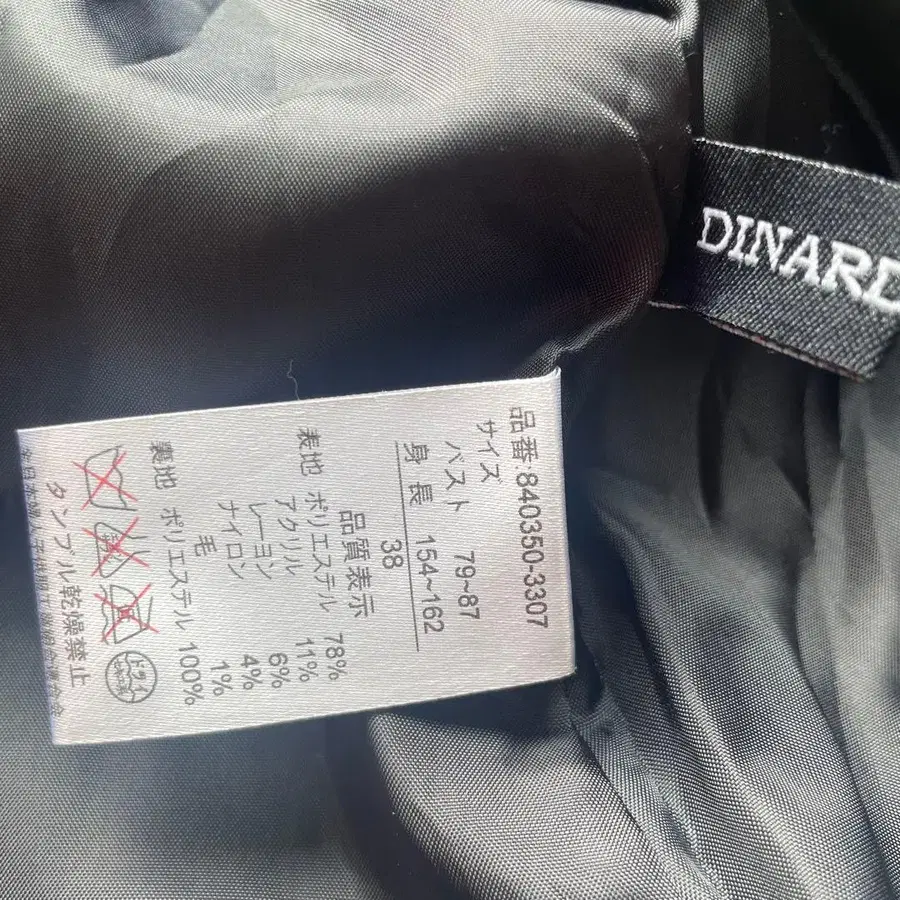 DINARD
品番:840350-3307
サイズ
バスト 79~87
身長 154~162
38
品質表示
表地 ポリエステル 78%
アクリル 11%
レーヨン 6%
ナイロン 4%
毛 1%
裏地 ポリエステル 100%
ドライ
タンブル乾燥禁止